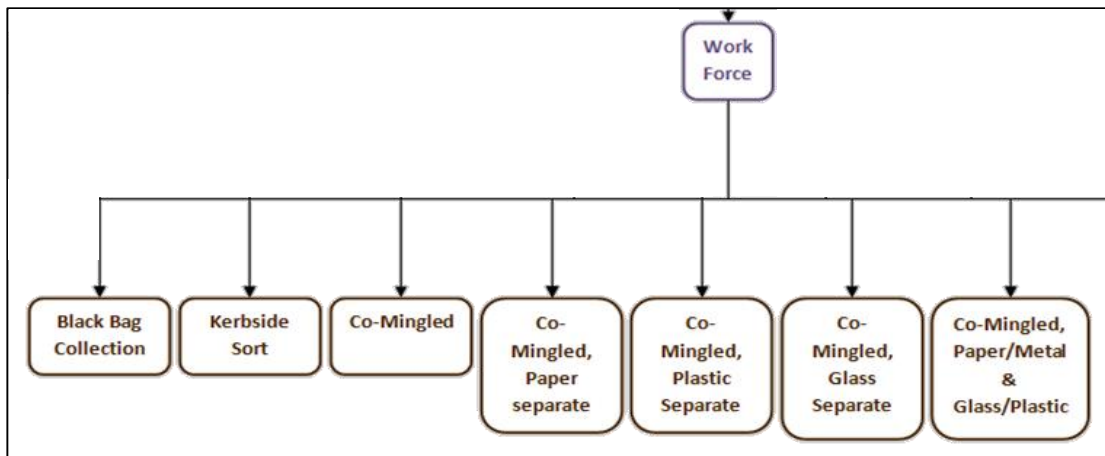 Work
Force
Black Bag
Collection
Kerbside
Sort
Co-Mingled
Co-
Mingled,
Paper
separate
Co-
Mingled,
Plastic
Separate
Co-
Mingled,
Glass
Separate
Co-Mingled,
Paper/Metal
&
Glass/Plastic